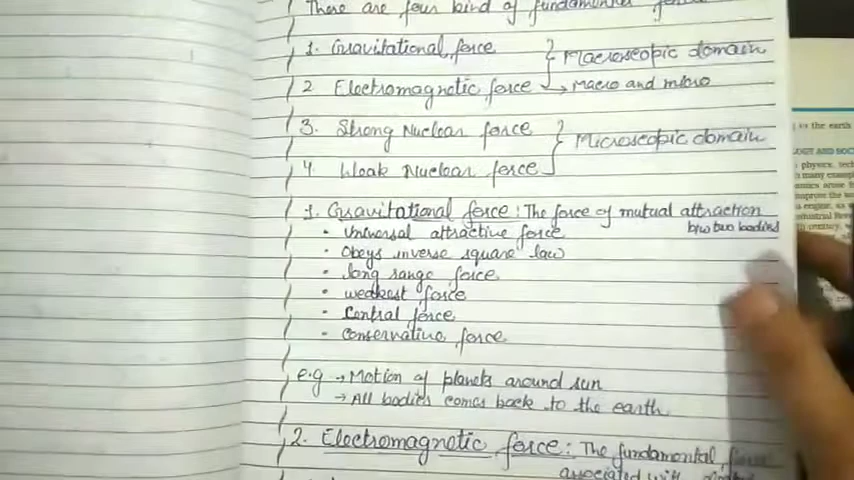 There are four kind of fundamental
1. Gravitational force } Macroscopic domain
2 Electromagnetic force → Macro and micro
3. Strong Nuclear force } Microscopic domain
4. Weak Nuclear force
1. Gravitational force: The force of mutual attraction
b/w two bodies
• Universal attractive force
• Obeys inverse square law
• long range force
• weakest force
• Central force
• Conservative force
e.g → Motion of planets around sun
→ All bodies comes back to the earth
2. Electromagnetic force: The fundamental force
associated with
the earth